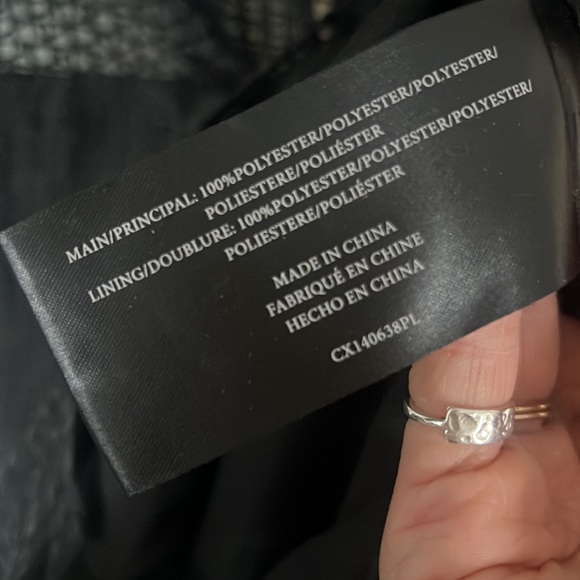 MAIN/PRINCIPAL: 100%POLYESTER/POLYESTER/POLYESTER/
POLIESTERE/POLIÉSTER
LINING/DOUBLURE: 100%POLYESTER/POLYESTER/POLYESTER/
POLIESTERE/POLIÉSTER
MADE IN CHINA
FABRIQUÉ EN CHINE
HECHO EN CHINA
CX140638PL